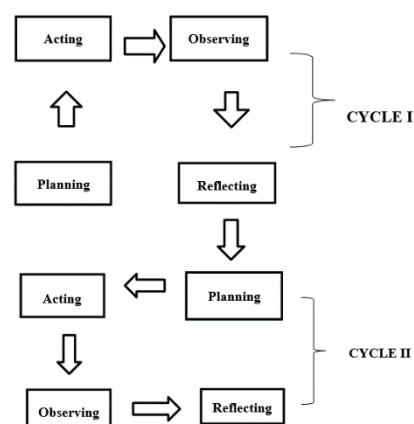 Acting
Observing
CYCLE I
Planning
Reflecting
Acting
Planning
CYCLE II
Observing
Reflecting